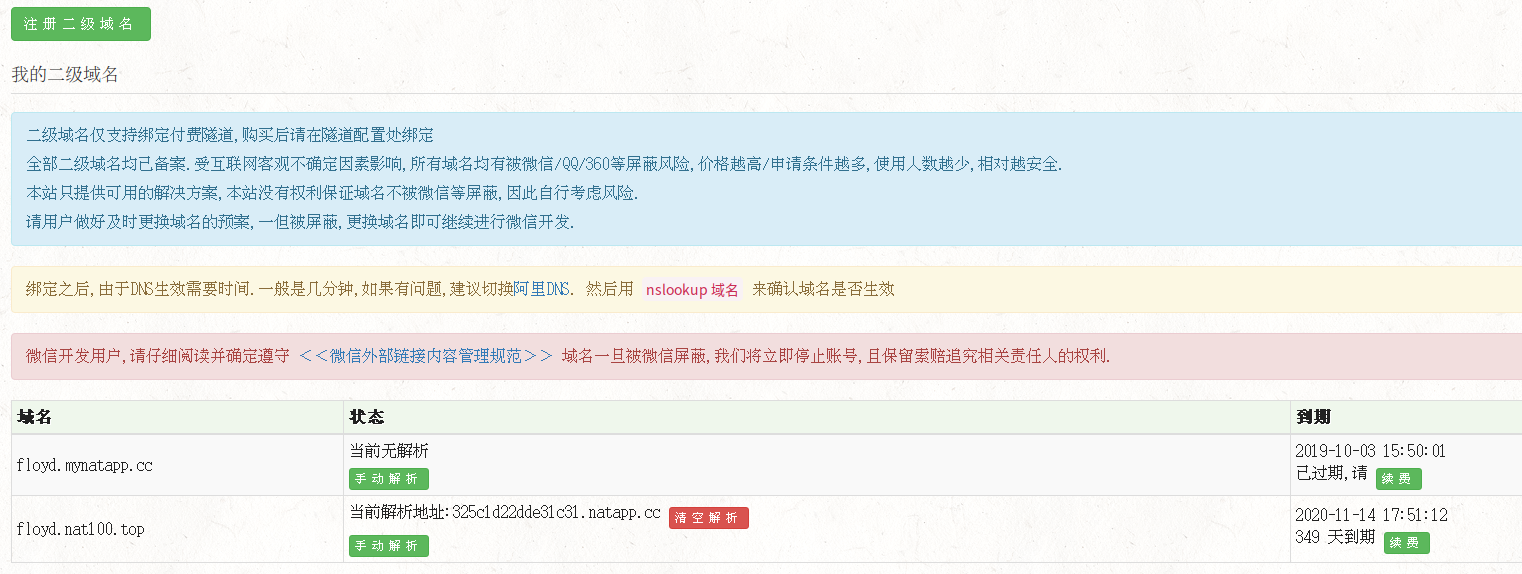 注册二级域名
我的二级域名
二级域名仅支持绑定付费隧道,购买后请在隧道配置处绑定
全部二级域名均已备案.受互联网客观不确定因素影响,所有域名均有被微信/QQ/360等屏蔽风险,价格越高/申请条件越多,使用人数越少,相对越安全.
本站只提供可用的解决方案,本站没有权利保证域名不被微信等屏蔽,因此自行考虑风险.
请用户做好及时更换域名的预案,一但被屏蔽,更换域名即可继续进行微信开发.
绑定之后,由于DNS生效需要时间.一般是几分钟,如果有问题,建议切换阿里DNS. 然后用 nslookup 域名 来确认域名是否生效
微信开发用户,请仔细阅读并确定遵守 <<微信外部链接内容管理规范>> 域名一旦被微信屏蔽,我们将立即停止账号,且保留索赔追究相关责任人的权利.
域名 状态 到期
floyd.mynatapp.cc 当前无解析 2019-10-03 15:50:01
手动解析 已过期,请 续费
floyd.nat100.top 当前解析地址:325c1d22dde31c31.natapp.cc 清空解析 2020-11-14 17:51:12
手动解析 349 天到期 续费